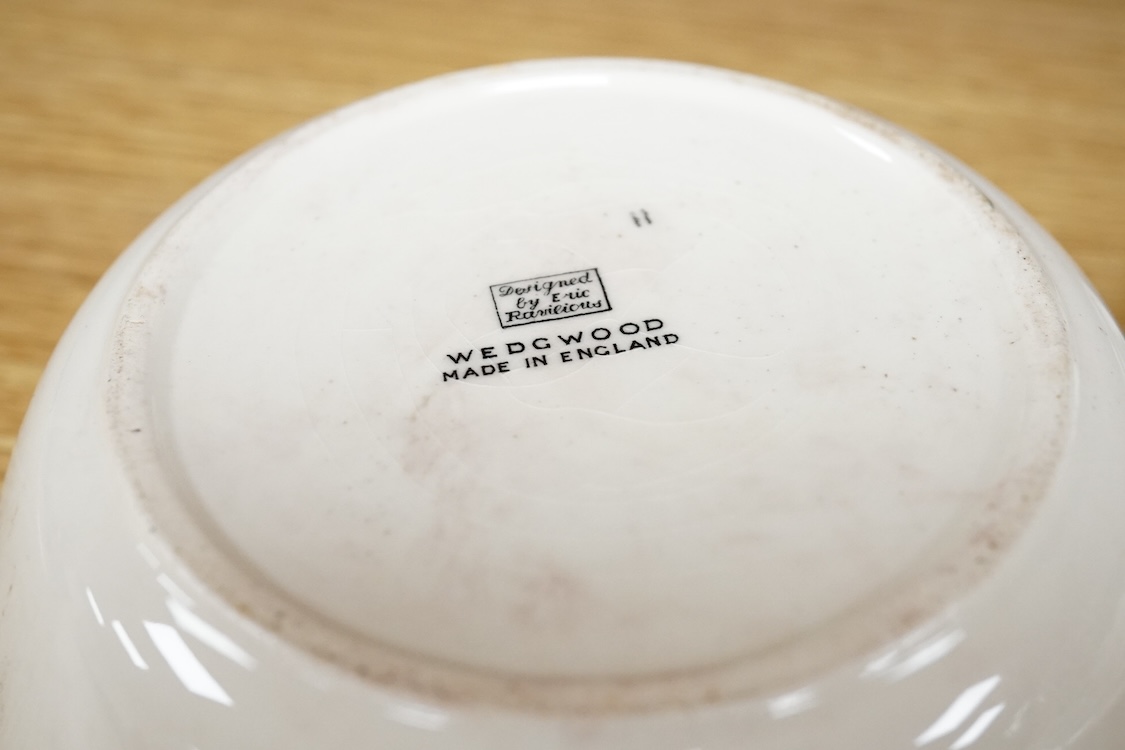 Designed
by Eric
Ravilious
WEDGWOOD
MADE IN ENGLAND